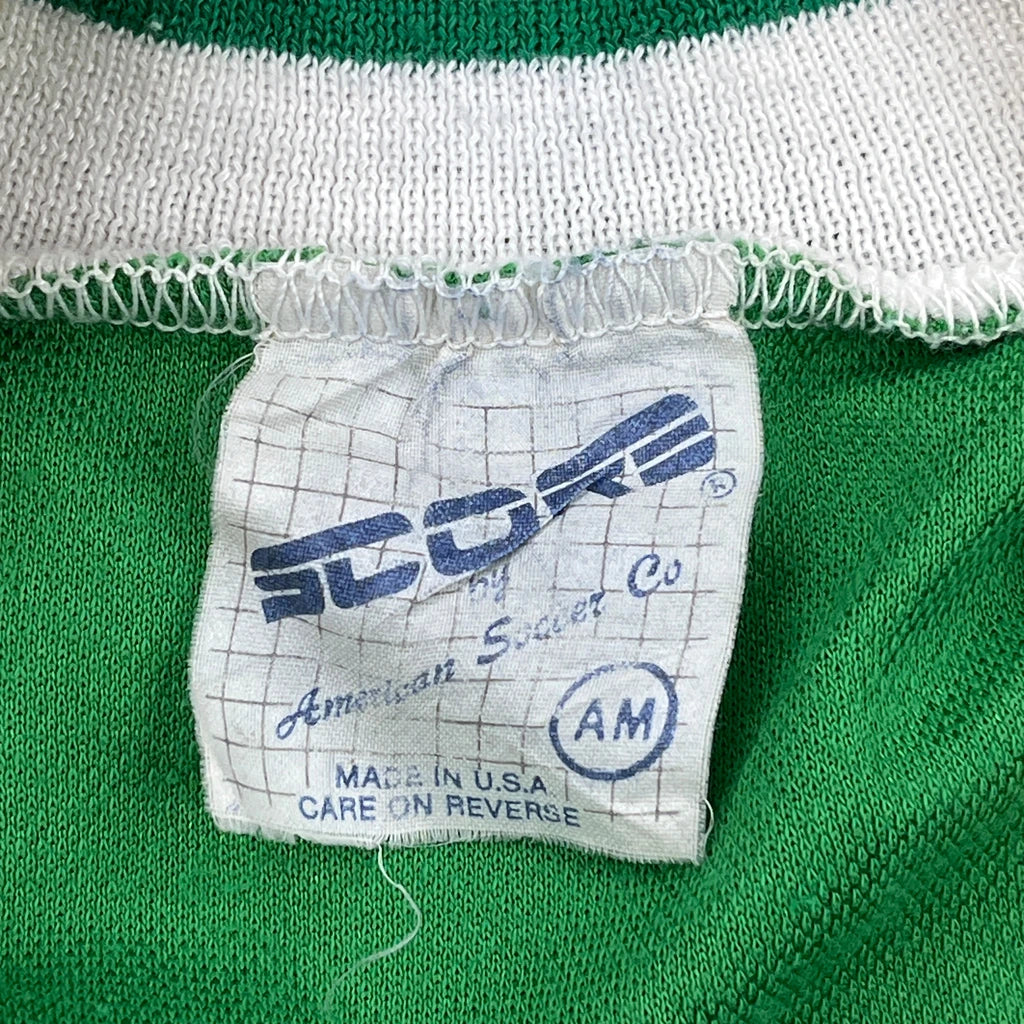 SCORE ®
by
American Soccer Co
AM
MADE IN U.S.A
CARE ON REVERSE